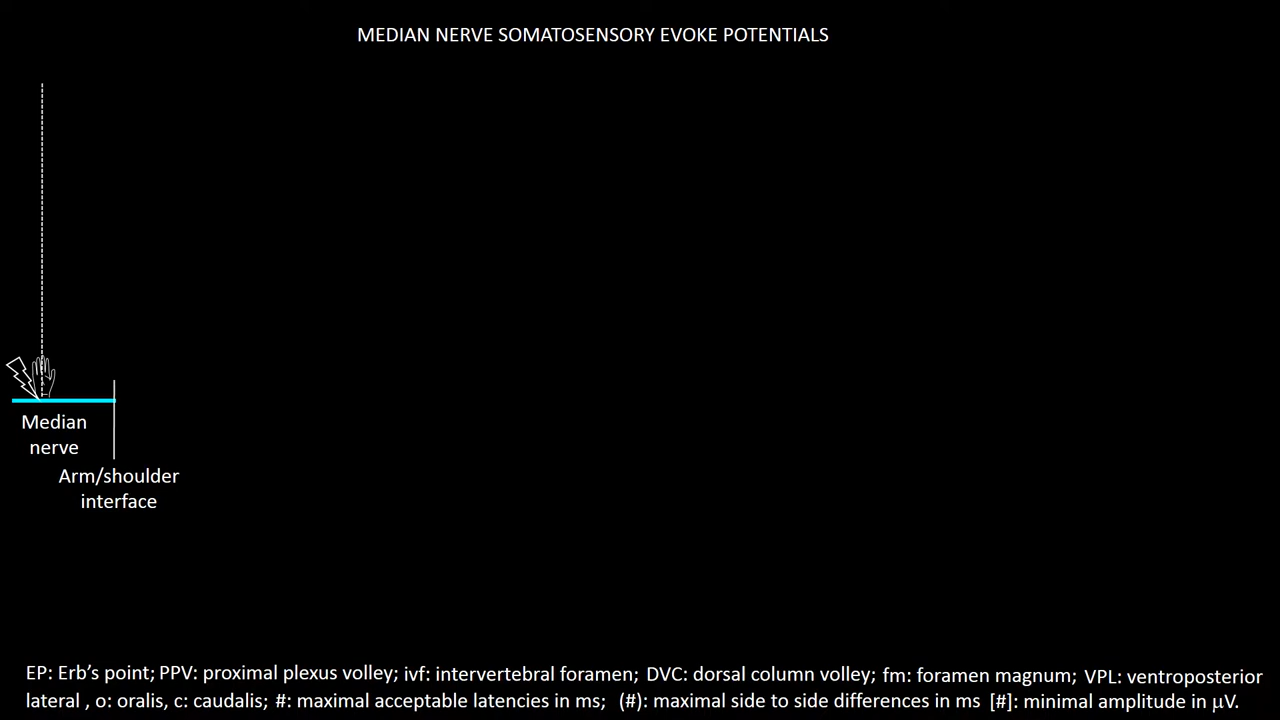 MEDIAN NERVE SOMATOSENSORY EVOKE POTENTIALS
Median
nerve
Arm/shoulder
interface
EP: Erb’s point; PPV: proximal plexus volley; ivf: intervertebral foramen; DVC: dorsal column volley; fm: foramen magnum; VPL: ventroposterior
lateral , o: oralis, c: caudalis; #: maximal acceptable latencies in ms; (#): maximal side to side differences in ms [#]: minimal amplitude in μV.